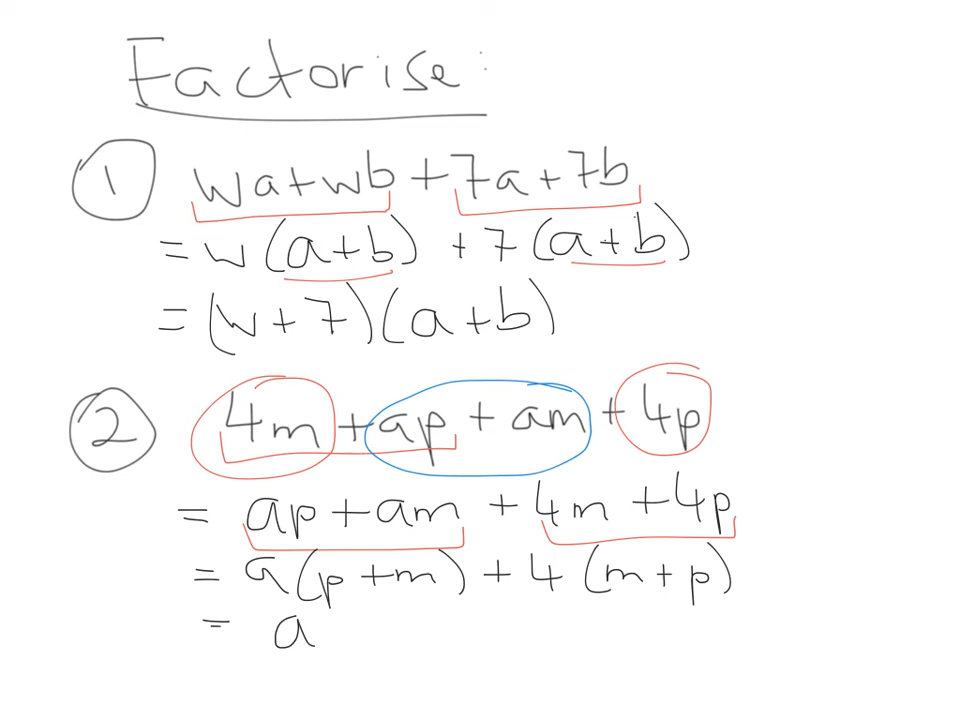 Factorise:
① wa+wb+7a+7b
= w(a+b) +7(a+b)
= (w+7)(a+b)
② 4m+ap+am+4p
= ap+am+4m+4p
= a(p+m)+4(m+p)
= a